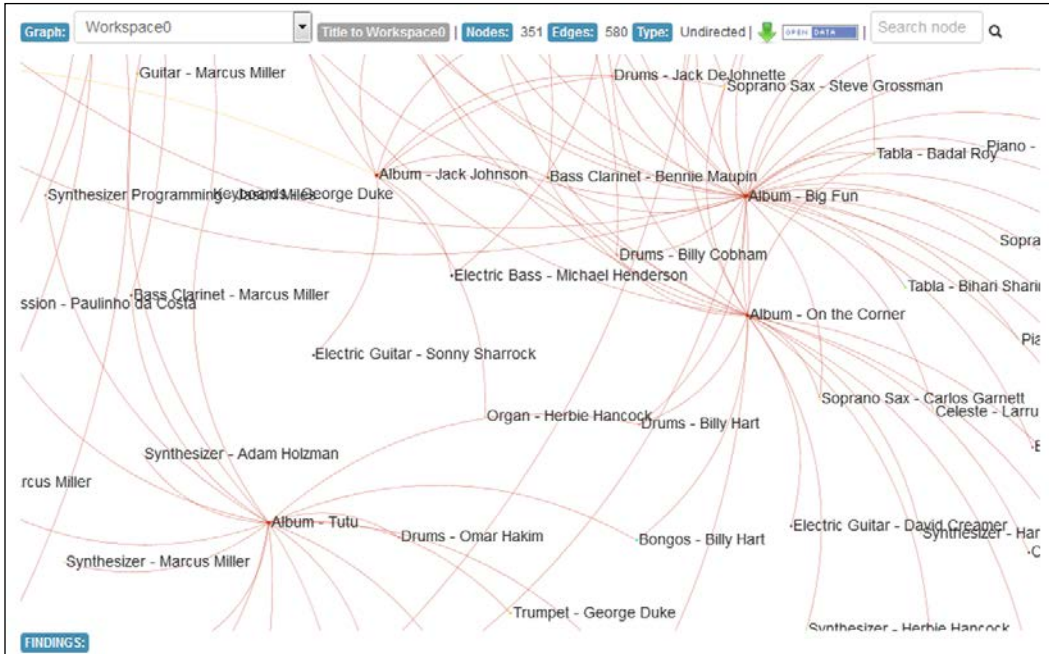 Graph: Workspace0 Title to Workspace0 | Nodes: 351 Edges: 580 Type: Undirected | OPEN DATA | Search node
Guitar - Marcus Miller
Drums - Jack DeJohnette
Soprano Sax - Steve Grossman
Piano -
Tabla - Badal Roy
Album - Jack Johnson
Bass Clarinet - Bennie Maupin
Synthesizer Programming - Jason Miles
Keyboards - George Duke
Album - Big Fun
Sopra
Drums - Billy Cobham
Electric Bass - Michael Henderson
Tabla - Bihari Shari
Bass Clarinet - Marcus Miller
ssion - Paulinho da Costa
Album - On the Corner
Pia
Electric Guitar - Sonny Sharrock
Soprano Sax - Carlos Garnett
Celeste - Larru
Organ - Herbie Hancock
Drums - Billy Hart
Synthesizer - Adam Holzman
rcus Miller
Album - Tutu
Electric Guitar - David Creamer
Synthesizer - Har
Drums - Omar Hakim
Bongos - Billy Hart
Synthesizer - Marcus Miller
Trumpet - George Duke
Synthesizer - Herbie Hancock
FINDINGS: